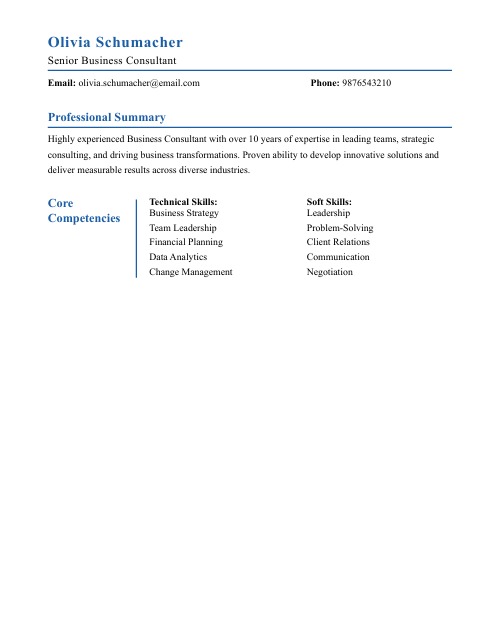 Olivia Schumacher
Senior Business Consultant
Email: olivia.schumacher@email.com Phone: 9876543210
Professional Summary
Highly experienced Business Consultant with over 10 years of expertise in leading teams, strategic
consulting, and driving business transformations. Proven ability to develop innovative solutions and
deliver measurable results across diverse industries.
Core
Competencies
Technical Skills:
Business Strategy
Team Leadership
Financial Planning
Data Analytics
Change Management
Soft Skills:
Leadership
Problem-Solving
Client Relations
Communication
Negotiation